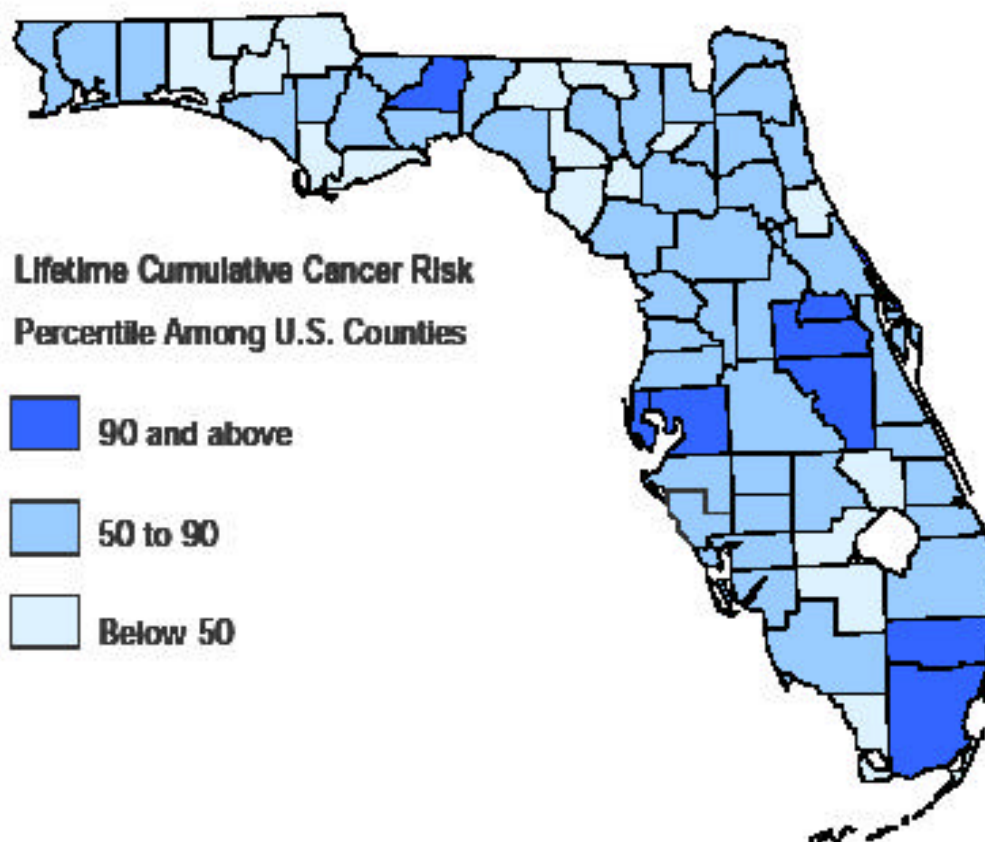 Lifetime Cumulative Cancer Risk
Percentile Among U.S. Counties
90 and above
50 to 90
Below 50